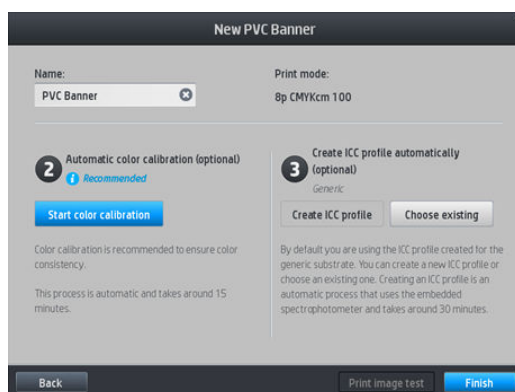 New PVC Banner
Name:
PVC Banner
Print mode:
8p CMYKcm 100
2
Automatic color calibration (optional)
i Recommended
Start color calibration
Color calibration is recommended to ensure color
consistency.
This process is automatic and takes around 15
minutes.
3
Create ICC profile automatically
(optional)
Generic
Create ICC profile
Choose existing
By default you are using the ICC profile created for the
generic substrate. You can create a new ICC profile or
choose an existing one. Creating an ICC profile is an
automatic process that uses the embedded
spectrophotometer and takes around 30 minutes.
Back
Print image test
Finish